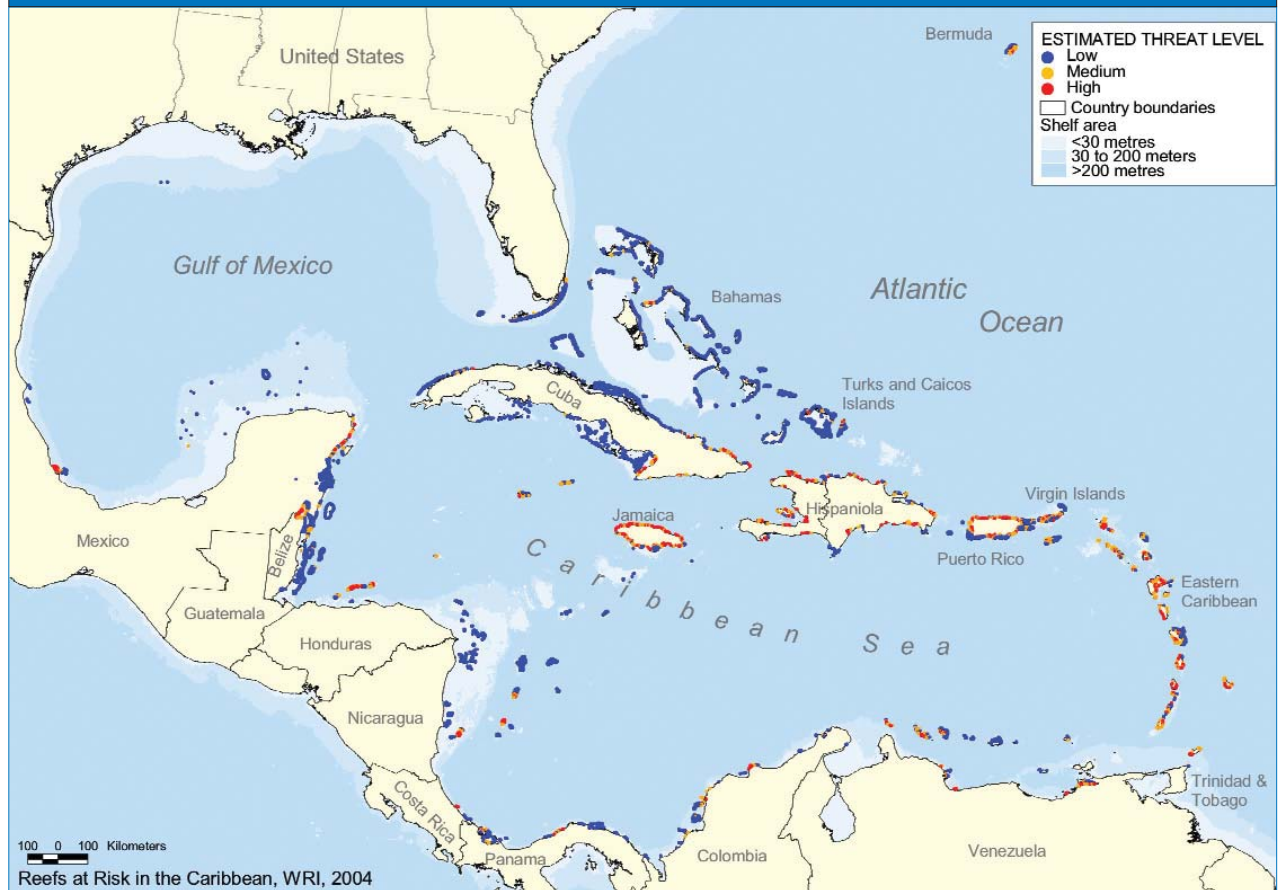 United States
Bermuda
ESTIMATED THREAT LEVEL
Low
Medium
High
Country boundaries
Shelf area
<30 metres
30 to 200 meters
>200 metres
Gulf of Mexico
Bahamas
Atlantic
Ocean
Turks and Caicos
Islands
Cuba
Mexico
Belize
Jamaica
Hispaniola
Virgin Islands
Puerto Rico
Eastern
Caribbean
Guatemala
Honduras
Caribbean Sea
Nicaragua
Costa Rica
Panama
Colombia
Venezuela
Trinidad &
Tobago
100 0 100 Kilometers
Reefs at Risk in the Caribbean, WRI, 2004